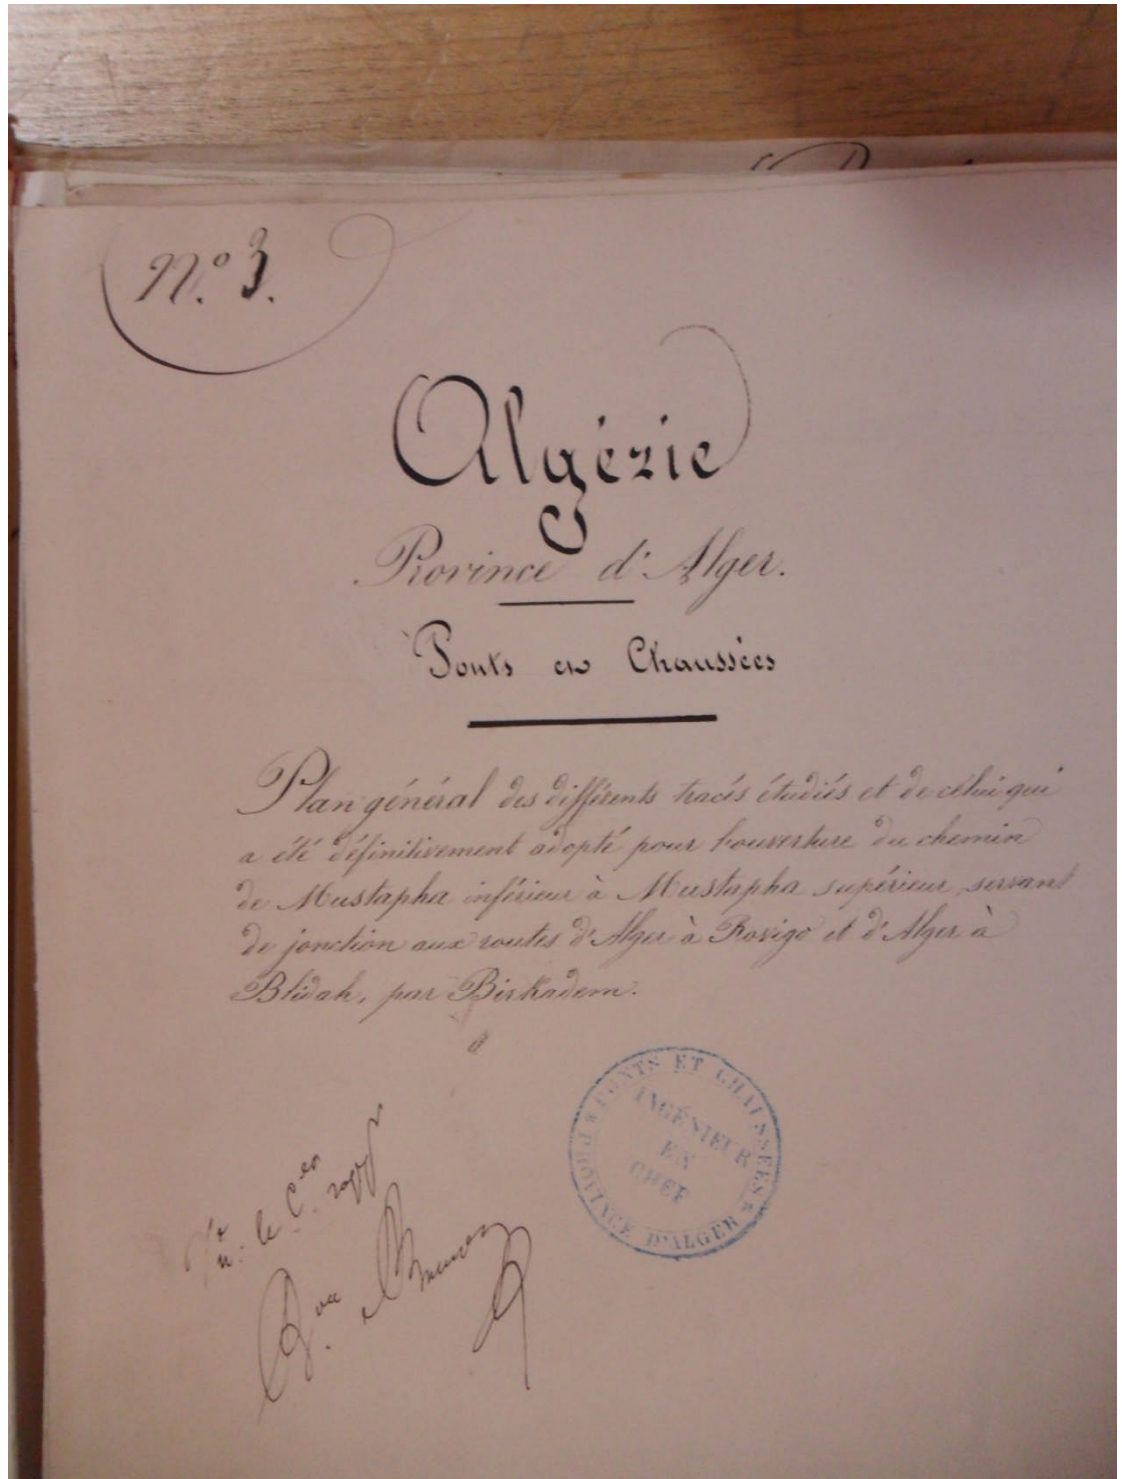 N.º 3.
Algérie
Province d'Alger.
Ponts et Chaussées
Plan général des différents tracés étudiés et de celui qui
a été définitivement adopté pour l'ouverture du chemin
de Mustapha inférieur à Mustapha supérieur, servant
de jonction aux routes d'Alger à Rovigo et d'Alger à
Blidah, par Birkadem.
PONTS ET CHAUSSÉES
INGÉNIEUR
EN
CHEF
PROVINCE D'ALGER
le C.er